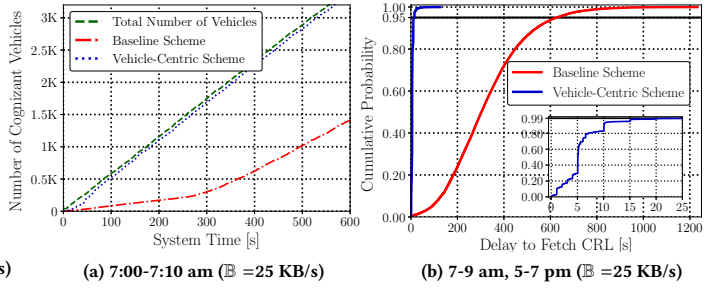 Number of Cognizant Vehicles
3K
2.5K
2K
1.5K
1K
0.5K
0
Total Number of Vehicles
Baseline Scheme
Vehicle-Centric Scheme
0 100 200 300 400 500 600
System Time [s]
s)
(a) 7:00-7:10 am (𝔹 =25 KB/s)
Cumulative Probability
1.00
0.95
0.80
0.60
0.40
0.20
0.00
Baseline Scheme
Vehicle-Centric Scheme
0.99
0.80
0.40
0.20
0.00
0 5 10 15 20 25
0 200 400 600 800 1000 1200
Delay to Fetch CRL [s]
(b) 7-9 am, 5-7 pm (𝔹 =25 KB/s)